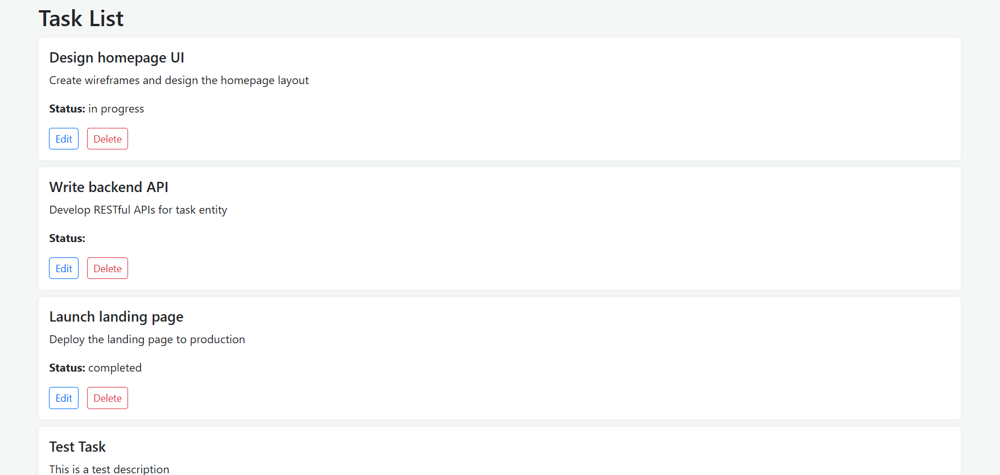 Task List
Design homepage UI
Create wireframes and design the homepage layout
Status: in progress
Edit Delete
Write backend API
Develop RESTful APIs for task entity
Status:
Edit Delete
Launch landing page
Deploy the landing page to production
Status: completed
Edit Delete
Test Task
This is a test description